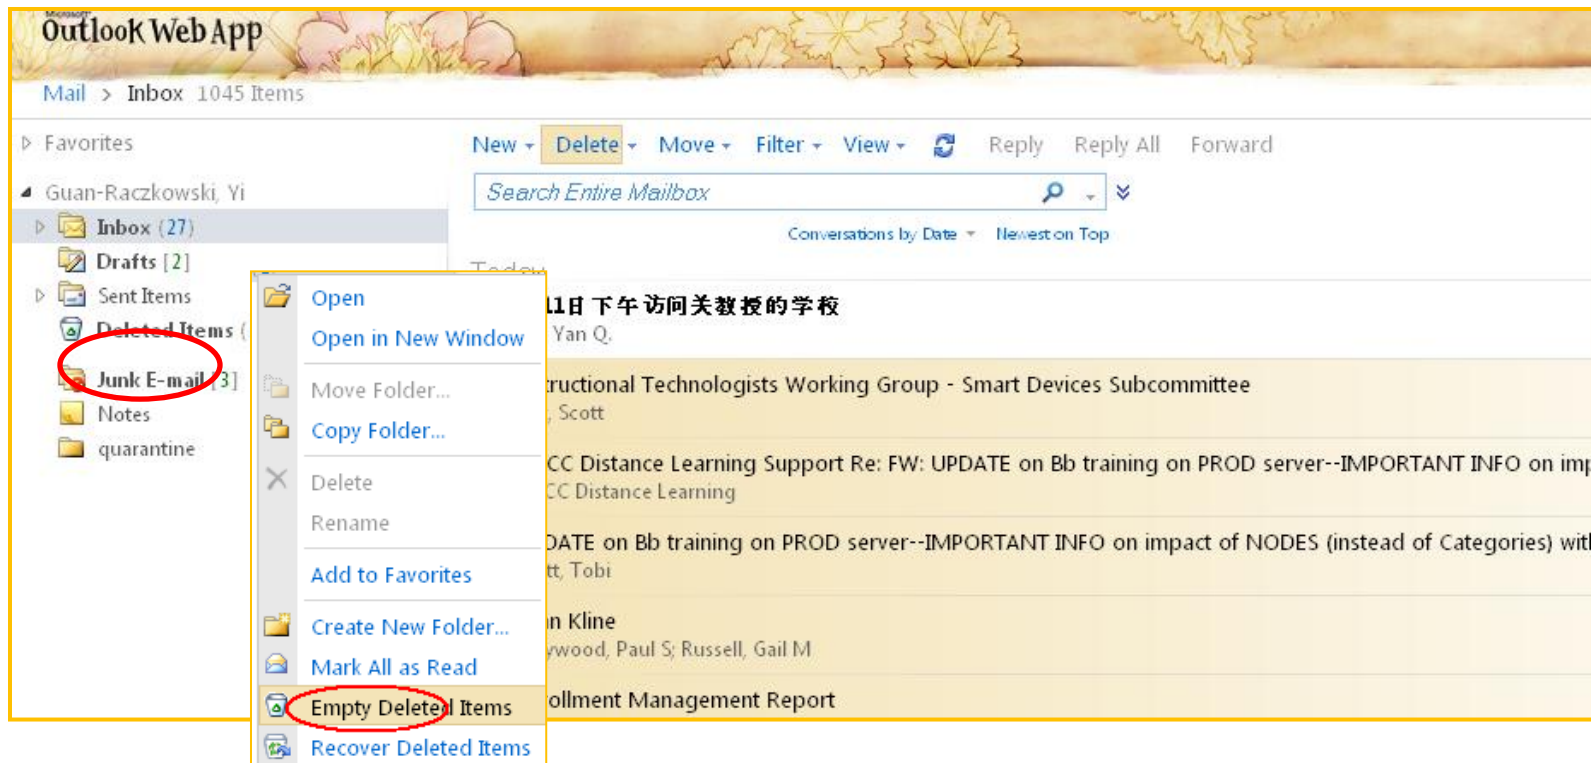 Microsoft
Outlook Web App
Mail > Inbox 1045 Items
Favorites
Guan-Raczkowski, Yi
Inbox (27)
Drafts [2]
Sent Items
Deleted Items (
Junk E-mail [3]
Notes
quarantine
New Delete Move Filter View Reply Reply All Forward
Search Entire Mailbox
Conversations by Date Newest on Top
Today
11日下午访问关教授的学校
Yan Q.
tructional Technologists Working Group - Smart Devices Subcommittee
, Scott
CC Distance Learning Support Re: FW: UPDATE on Bb training on PROD server--IMPORTANT INFO on imp
CC Distance Learning
DATE on Bb training on PROD server--IMPORTANT INFO on impact of NODES (instead of Categories) with
tt, Tobi
n Kline
ywood, Paul S; Russell, Gail M
ollment Management Report
Open
Open in New Window
Move Folder...
Copy Folder...
Delete
Rename
Add to Favorites
Create New Folder...
Mark All as Read
Empty Deleted Items
Recover Deleted Items